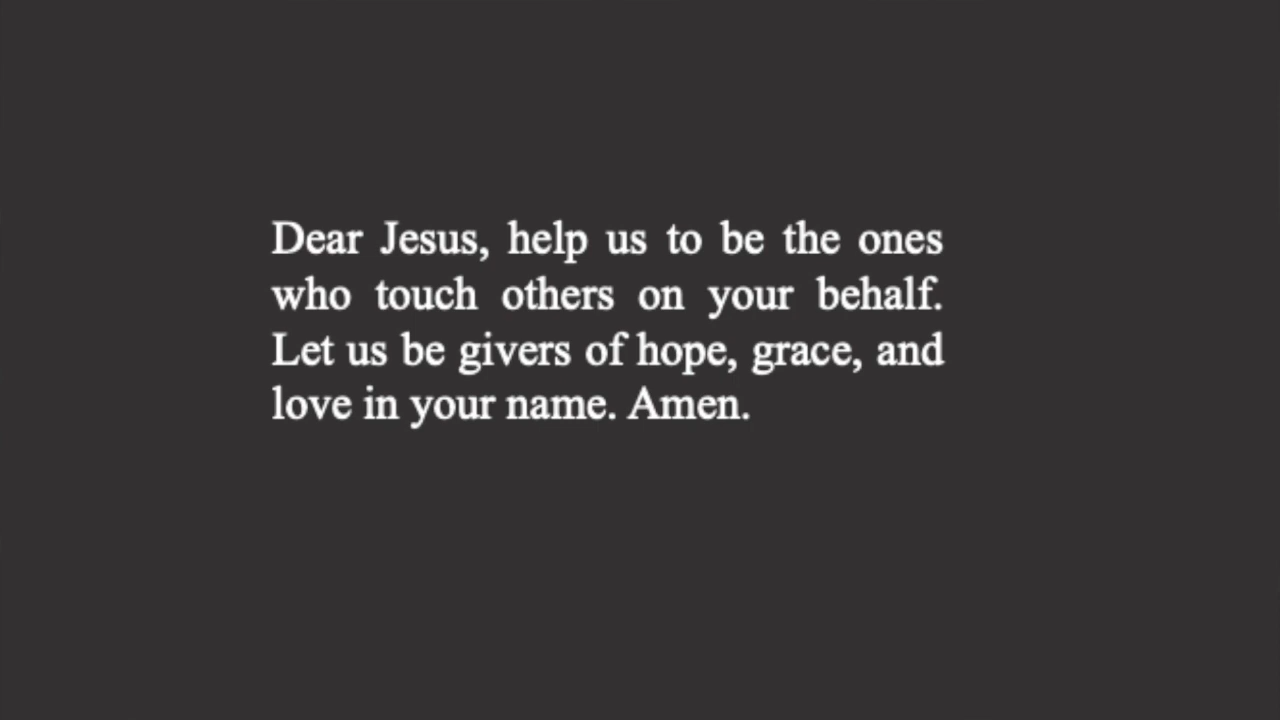 Dear Jesus, help us to be the ones
who touch others on your behalf.
Let us be givers of hope, grace, and
love in your name. Amen.